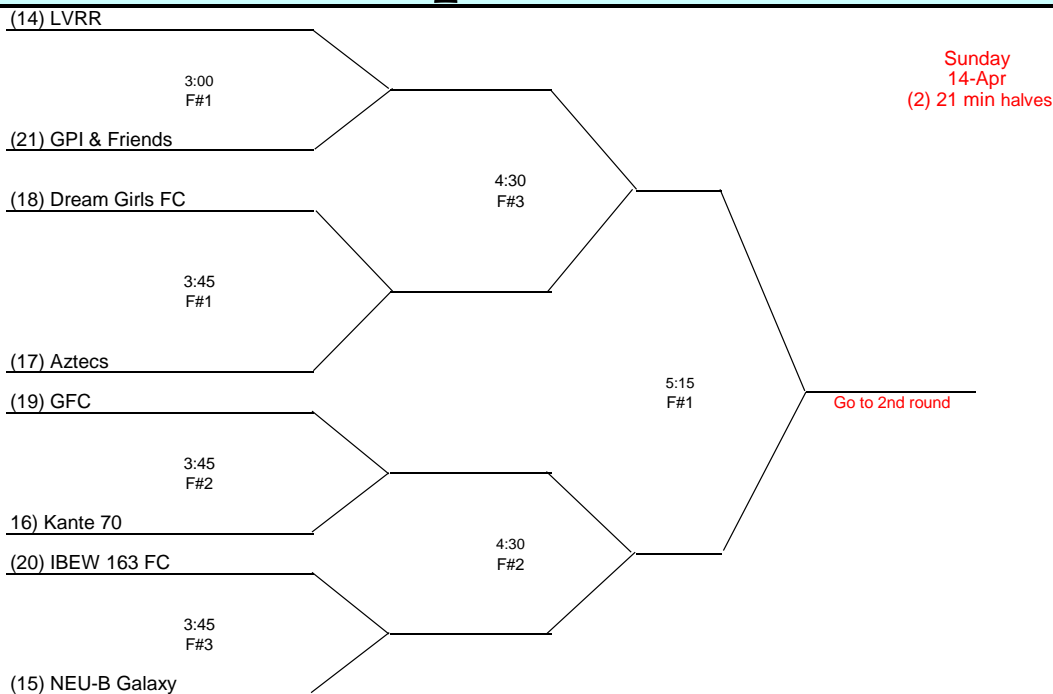 (14) LVRR
Sunday
14-Apr
(2) 21 min halves
3:00
F#1
(21) GPI & Friends
4:30
F#3
(18) Dream Girls FC
3:45
F#1
(17) Aztecs
5:15
F#1
(19) GFC
Go to 2nd round
3:45
F#2
16) Kante 70
4:30
F#2
(20) IBEW 163 FC
3:45
F#3
(15) NEU-B Galaxy